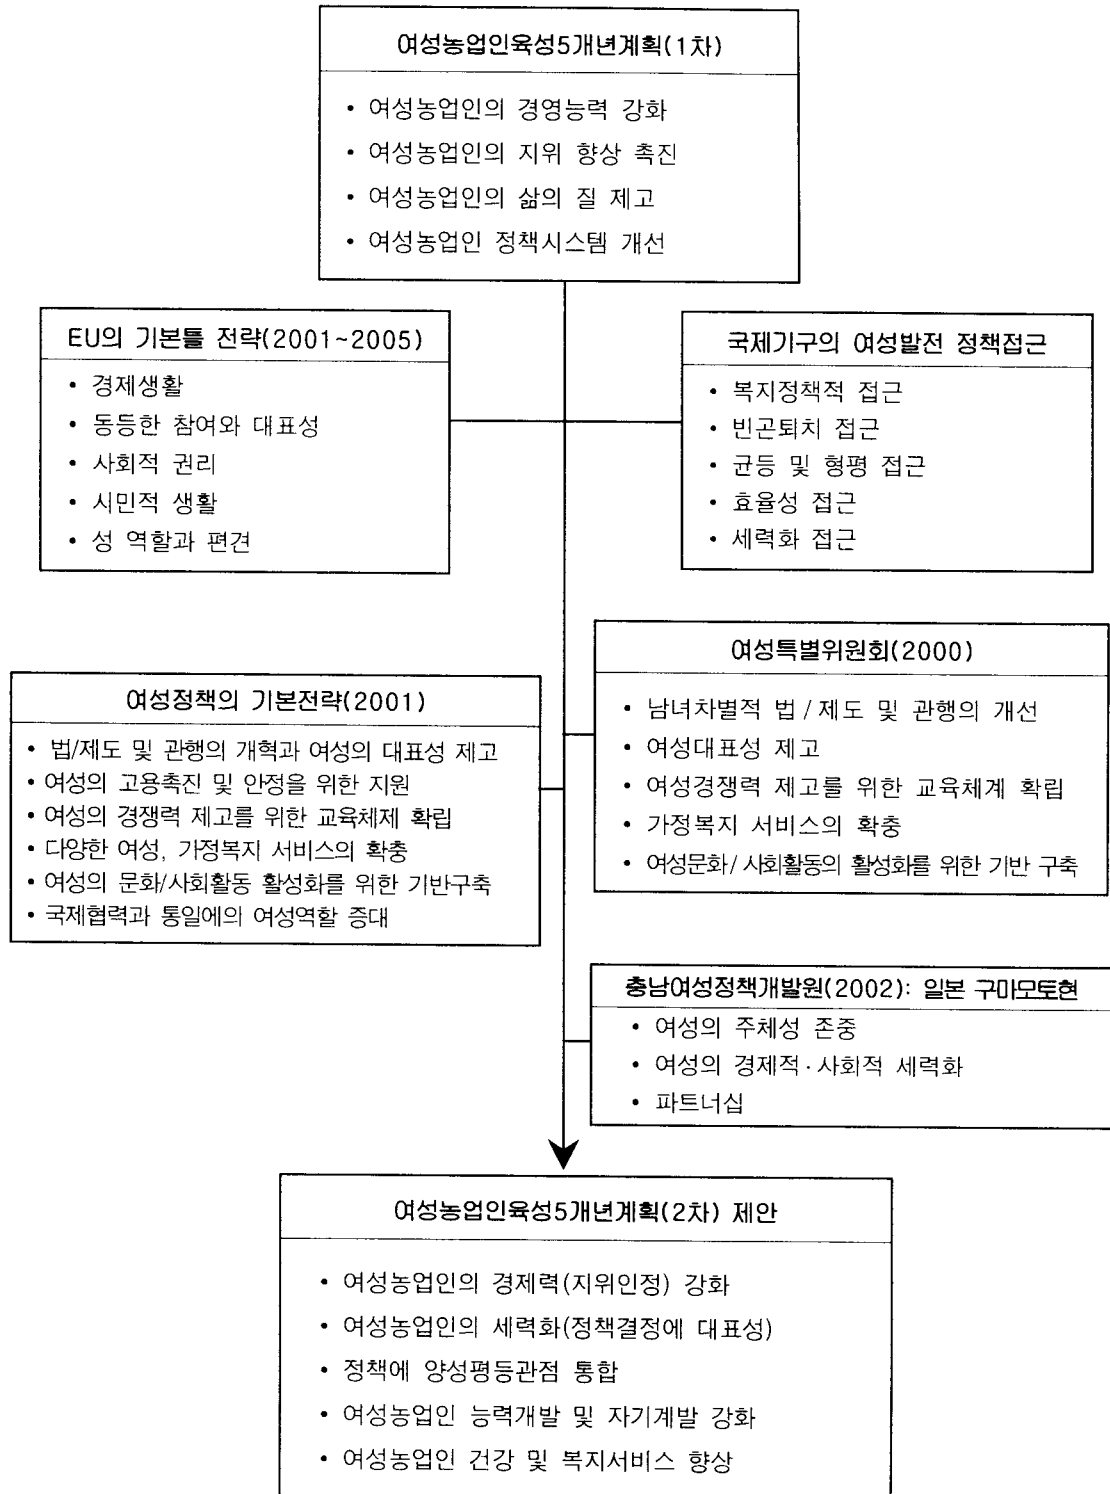 여성농업인육성5개년계획(1차)
• 여성농업인의 경영능력 강화
• 여성농업인의 지위 향상 촉진
• 여성농업인의 삶의 질 제고
• 여성농업인 정책시스템 개선
EU의 기본틀 전략(2001~2005)
• 경제생활
• 동등한 참여와 대표성
• 사회적 권리
• 시민적 생활
• 성 역할과 편견
국제기구의 여성발전 정책접근
• 복지정책적 접근
• 빈곤퇴치 접근
• 균등 및 형평 접근
• 효율성 접근
• 세력화 접근
여성특별위원회(2000)
• 남녀차별적 법 / 제도 및 관행의 개선
• 여성대표성 제고
• 여성경쟁력 제고를 위한 교육체계 확립
• 가정복지 서비스의 확충
• 여성문화 / 사회활동의 활성화를 위한 기반 구축
여성정책의 기본전략(2001)
• 법/제도 및 관행의 개혁과 여성의 대표성 제고
• 여성의 고용촉진 및 안정을 위한 지원
• 여성의 경쟁력 제고를 위한 교육체제 확립
• 다양한 여성, 가정복지 서비스의 확충
• 여성의 문화/사회활동 활성화를 위한 기반구축
• 국제협력과 통일에의 여성역할 증대
충남여성정책개발원(2002): 일본 구마모토현
• 여성의 주체성 존중
• 여성의 경제적·사회적 세력화
• 파트너십
여성농업인육성5개년계획(2차) 제안
• 여성농업인의 경제력(지위인정) 강화
• 여성농업인의 세력화(정책결정에 대표성)
• 정책에 양성평등관점 통합
• 여성농업인 능력개발 및 자기계발 강화
• 여성농업인 건강 및 복지서비스 향상